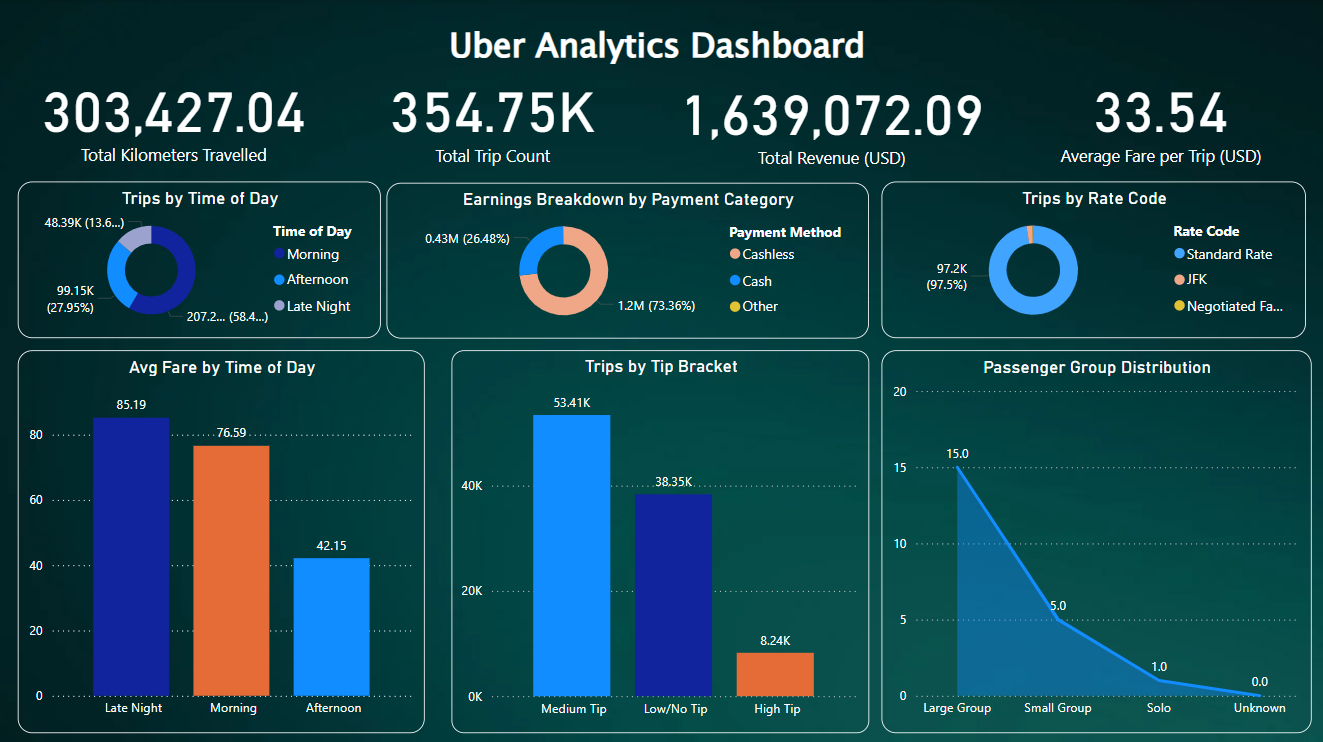 Uber Analytics Dashboard
303,427.04
Total Kilometers Travelled
354.75K
Total Trip Count
1,639,072.09
Total Revenue (USD)
33.54
Average Fare per Trip (USD)
Trips by Time of Day
48.39K (13.6...)
99.15K
(27.95%)
207.2... (58.4...)
Time of Day
Morning
Afternoon
Late Night
Earnings Breakdown by Payment Category
0.43M (26.48%)
1.2M (73.36%)
Payment Method
Cashless
Cash
Other
Trips by Rate Code
97.2K
(97.5%)
Rate Code
Standard Rate
JFK
Negotiated Fa...
Avg Fare by Time of Day
80
60
40
20
0
85.19
76.59
42.15
Late Night
Morning
Afternoon
Trips by Tip Bracket
40K
20K
0K
53.41K
38.35K
8.24K
Medium Tip
Low/No Tip
High Tip
Passenger Group Distribution
20
15
10
5
0
15.0
5.0
1.0
0.0
Large Group
Small Group
Solo
Unknown